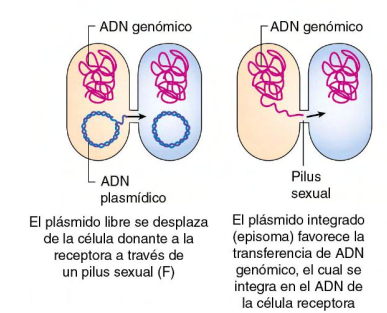 ADN genómico
ADN
plasmídico
El plásmido libre se desplaza
de la célula donante a la
receptora a través de
un pilus sexual (F)
ADN genómico
Pilus
sexual
El plásmido integrado
(episoma) favorece la
transferencia de ADN
genómico, el cual se
integra en el ADN de
la célula receptora